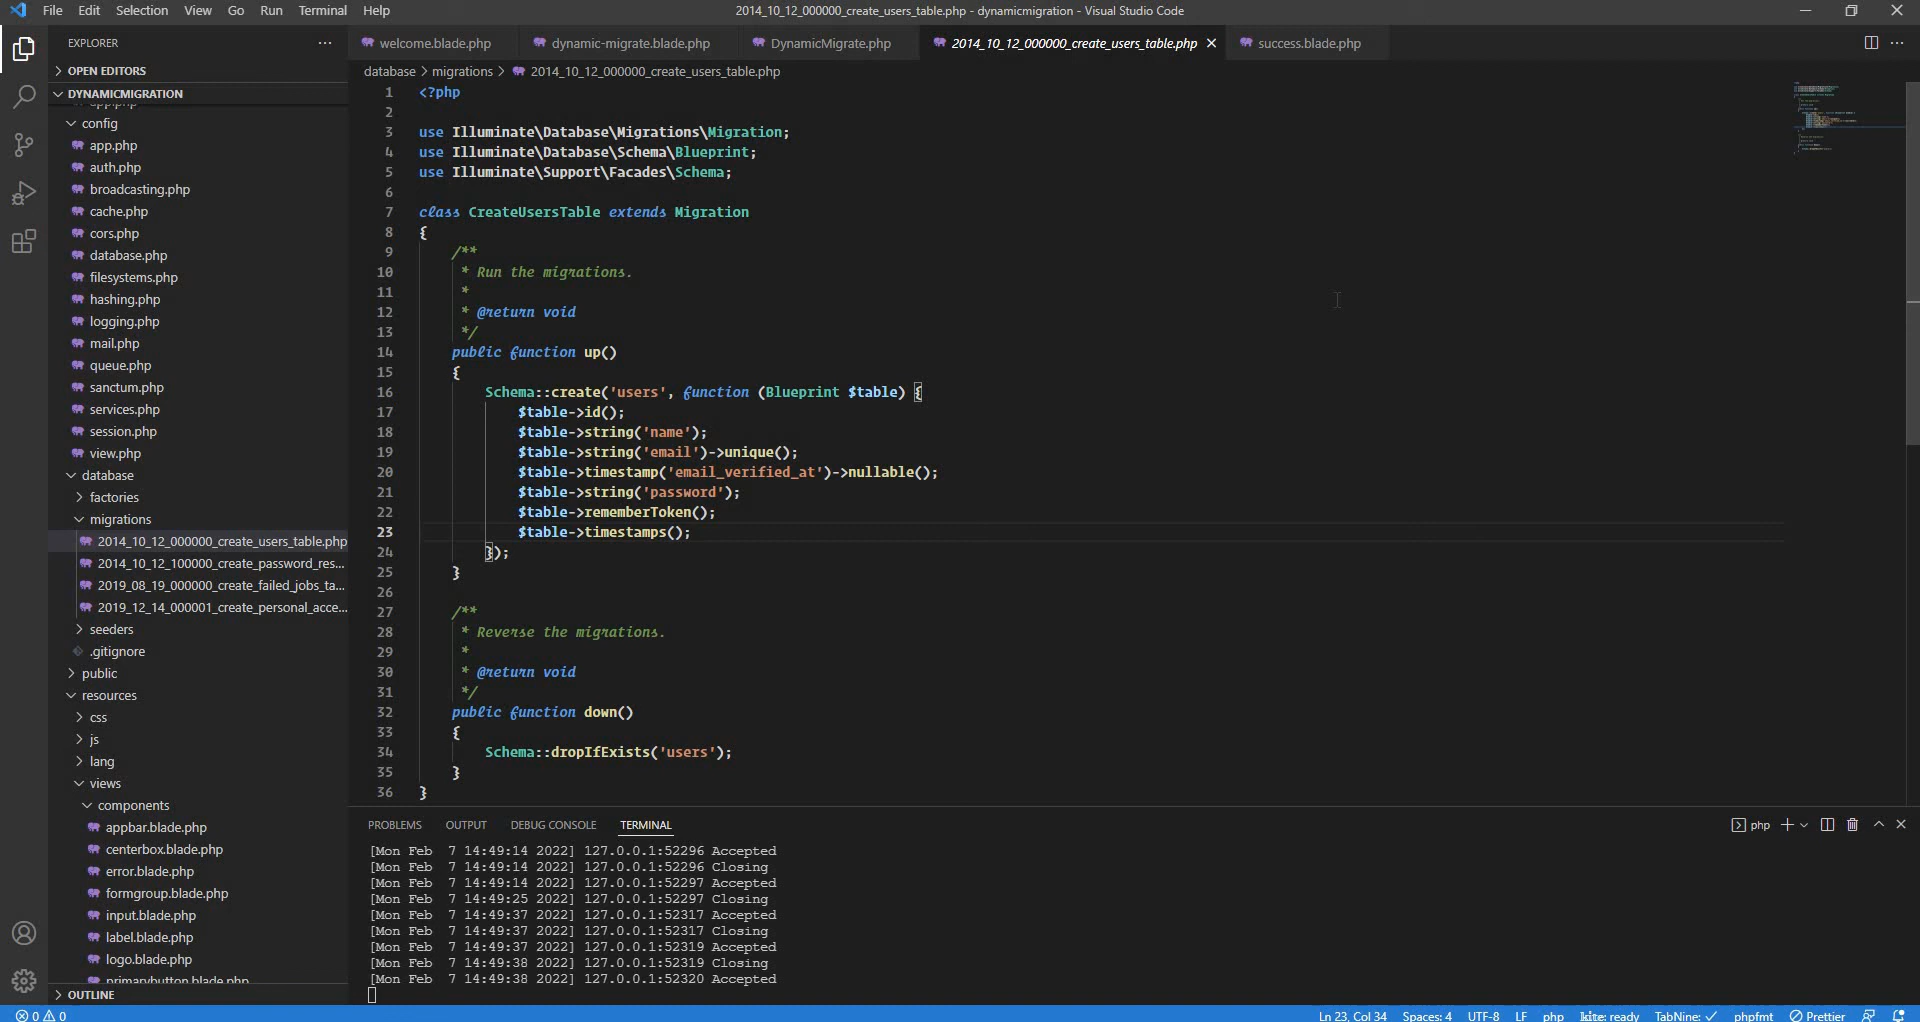 File Edit Selection View Go Run Terminal Help
2014_10_12_000000_create_users_table.php - dynamicmigration - Visual Studio Code
EXPLORER
welcome.blade.php
dynamic-migrate.blade.php
DynamicMigrate.php
2014_10_12_000000_create_users_table.php
success.blade.php
OPEN EDITORS
DYNAMICMIGRATION
config
app.php
auth.php
broadcasting.php
cache.php
cors.php
database.php
filesystems.php
hashing.php
logging.php
mail.php
queue.php
sanctum.php
services.php
session.php
view.php
database
factories
migrations
2014_10_12_000000_create_users_table.php
2014_10_12_100000_create_password_res...
2019_08_19_000000_create_failed_jobs_ta...
2019_12_14_000001_create_personal_acce...
seeders
.gitignore
public
resources
css
js
lang
views
components
appbar.blade.php
centerbox.blade.php
error.blade.php
formgroup.blade.php
input.blade.php
label.blade.php
logo.blade.php
primarybutton.blade.php
OUTLINE
database > migrations > 2014_10_12_000000_create_users_table.php
1 <?php
2
3 use Illuminate\Database\Migrations\Migration;
4 use Illuminate\Database\Schema\Blueprint;
5 use Illuminate\Support\Facades\Schema;
6
7 class CreateUsersTable extends Migration
8 {
9 /**
10 * Run the migrations.
11 *
12 * @return void
13 */
14 public function up()
15 {
16 Schema::create('users', function (Blueprint $table) {
17 $table->id();
18 $table->string('name');
19 $table->string('email')->unique();
20 $table->timestamp('email_verified_at')->nullable();
21 $table->string('password');
22 $table->rememberToken();
23 $table->timestamps();
24 });
25 }
26
27 /**
28 * Reverse the migrations.
29 *
30 * @return void
31 */
32 public function down()
33 {
34 Schema::dropIfExists('users');
35 }
36 }
PROBLEMS OUTPUT DEBUG CONSOLE TERMINAL
php
[Mon Feb  7 14:49:14 2022] 127.0.0.1:52296 Accepted
[Mon Feb  7 14:49:14 2022] 127.0.0.1:52296 Closing
[Mon Feb  7 14:49:14 2022] 127.0.0.1:52297 Accepted
[Mon Feb  7 14:49:25 2022] 127.0.0.1:52297 Closing
[Mon Feb  7 14:49:37 2022] 127.0.0.1:52317 Accepted
[Mon Feb  7 14:49:37 2022] 127.0.0.1:52317 Closing
[Mon Feb  7 14:49:37 2022] 127.0.0.1:52319 Accepted
[Mon Feb  7 14:49:38 2022] 127.0.0.1:52319 Closing
[Mon Feb  7 14:49:38 2022] 127.0.0.1:52320 Accepted
0 0
Ln 23, Col 34 Spaces: 4 UTF-8 LF php kite: ready TabNine: phpfmt Prettier